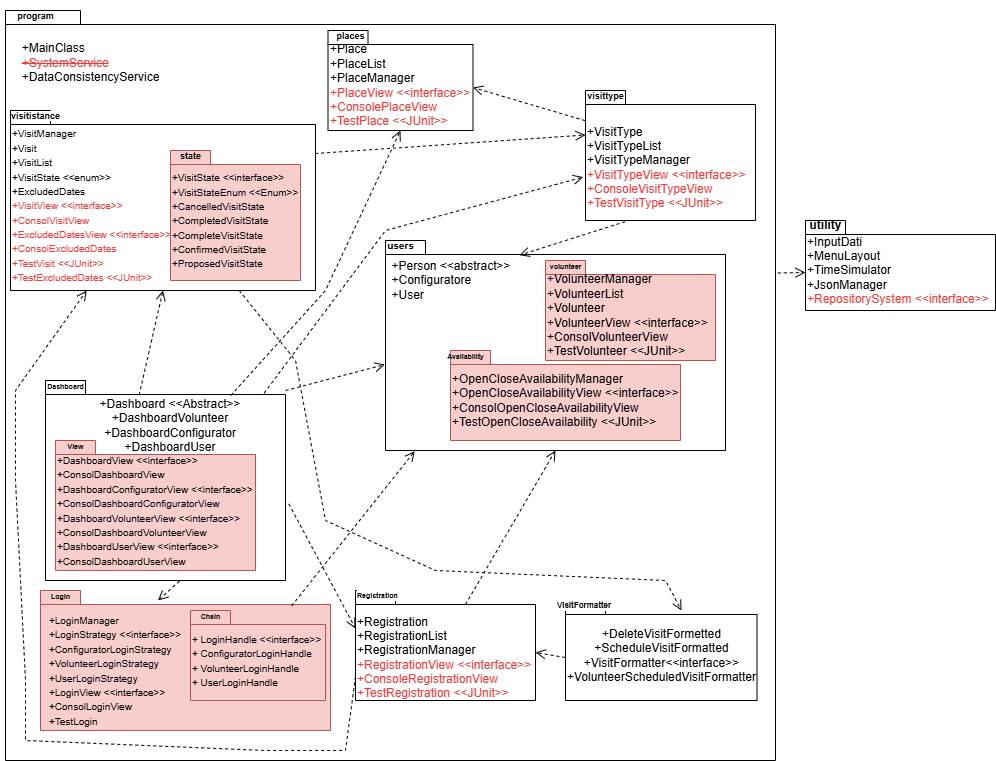 program
+MainClass
+SystemService
+DataConsistencyService
places
+Place
+PlaceList
+PlaceManager
+PlaceView <<interface>>
+ConsolePlaceView
+TestPlace <<JUnit>>
visittype
+VisitType
+VisitTypeList
+VisitTypeManager
+VisitTypeView <<interface>>
+ConsoleVisitTypeView
+TestVisitType <<JUnit>>
visitistance
+VisitManager
+Visit
+VisitList
+VisitState <<enum>>
+ExcludedDates
+VisitView <<interface>>
+ConsolVisitView
+ExcludedDatesView <<interface>>
+ConsolExcludedDates
+TestVisit <<JUnit>>
+TestExcludedDates <<JUnit>>
state
+VisitState <<interface>>
+VisitStateEnum <<Enum>>
+CancelledVisitState
+CompletedVisitState
+CompleteVisitState
+ConfirmedVisitState
+ProposedVisitState
utility
+InputDati
+MenuLayout
+TimeSimulator
+JsonManager
+RepositorySystem <<interface>>
users
+Person <<abstract>>
+Configuratore
+User
volunteer
+VolunteerManager
+VolunteerList
+Volunteer
+VolunteerView <<interface>>
+ConsolVolunteerView
+TestVolunteer <<JUnit>>
Availability
+OpenCloseAvailabilityManager
+OpenCloseAvailabilityView <<interface>>
+ConsolOpenCloseAvailabilityView
+TestOpenCloseAvailability <<JUnit>>
Dashboard
+Dashboard <<Abstract>>
+DashboardVolunteer
+DashboardConfigurator
+DashboardUser
View
+DashboardView <<interface>>
+ConsolDashboardView
+DashboardConfiguratorView <<interface>>
+ConsolDashboardConfiguratorView
+DashboardVolunteerView <<interface>>
+ConsolDashboardVolunteerView
+DashboardUserView <<interface>>
+ConsolDashboardUserView
Login
+LoginManager
+LoginStrategy <<interface>>
+ConfiguratorLoginStrategy
+VolunteerLoginStrategy
+UserLoginStrategy
+LoginView <<interface>>
+ConsolLoginView
+TestLogin
Chain
+ LoginHandle <<interface>>
+ ConfiguratorLoginHandle
+ VolunteerLoginHandle
+ UserLoginHandle
Registration
+Registration
+RegistrationList
+RegistrationManager
+RegistrationView <<interface>>
+ConsoleRegistrationView
+TestRegistration <<JUnit>>
VisitFormatter
+DeleteVisitFormetted
+ScheduleVisitFormatted
+VisitFormatter<<interface>>
+VolunteerScheduledVisitFormatter